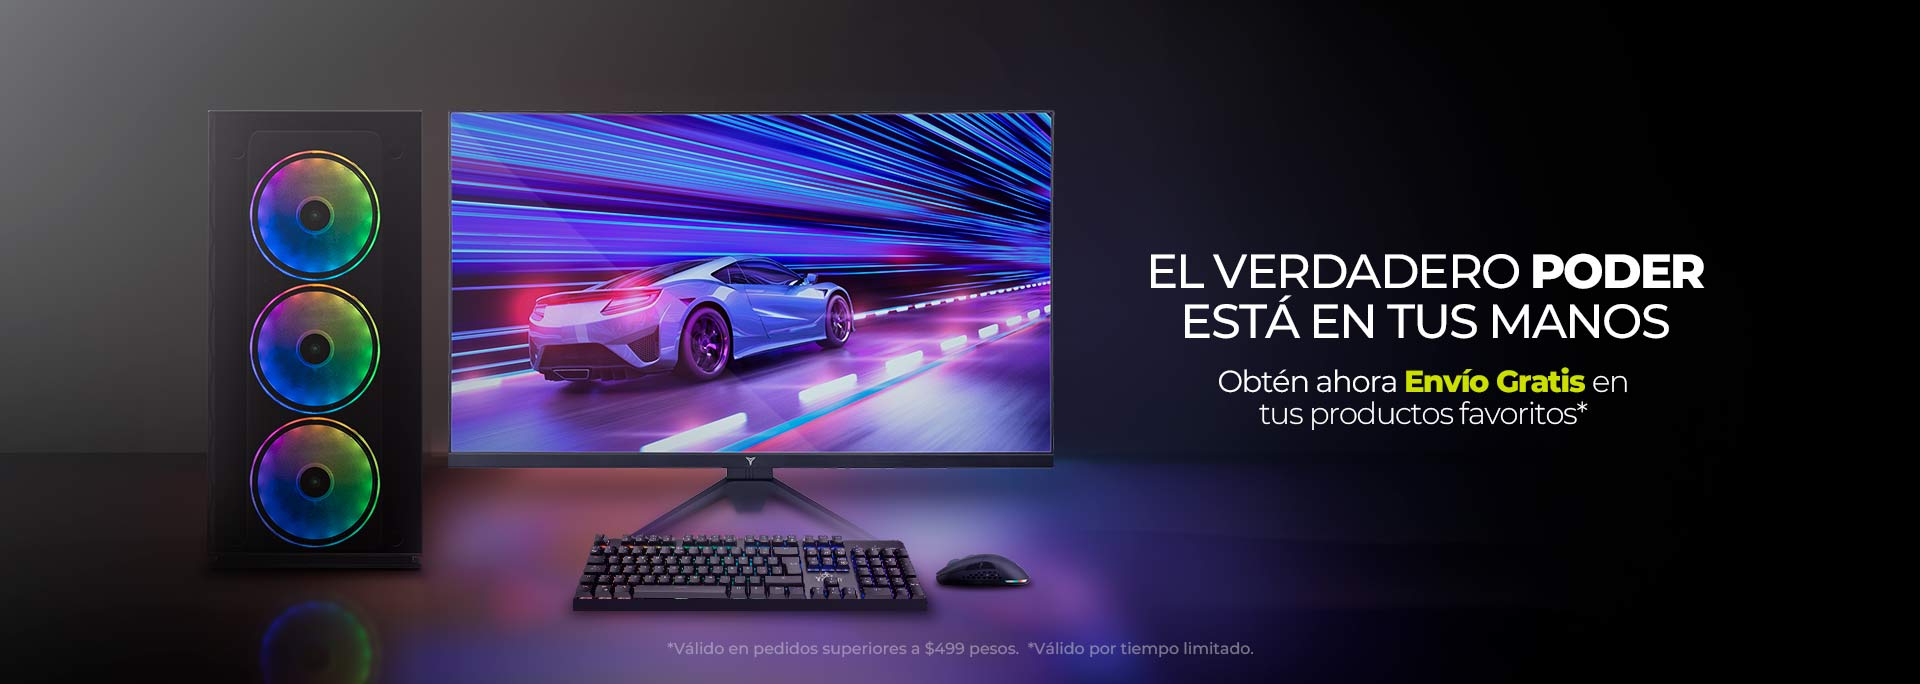 EL VERDADERO PODER
ESTÁ EN TUS MANOS
Obtén ahora Envío Gratis en
tus productos favoritos*
*Válido en pedidos superiores a $499 pesos. *Válido por tiempo limitado.